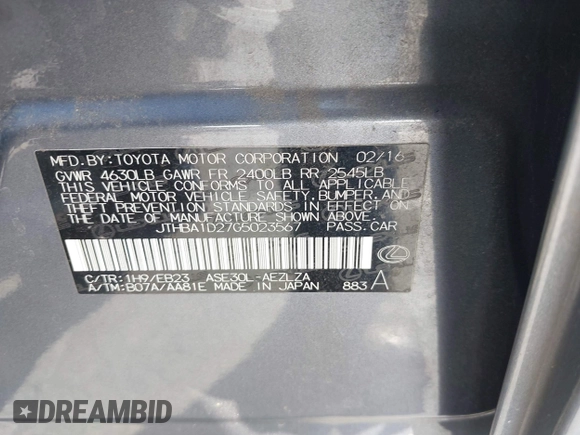 MFD.BY:TOYOTA MOTOR CORPORATION 02/16
GVWR 4630LB GAWR FR 2400LB RR 2545LB
THIS VEHICLE CONFORMS TO ALL APPLICABLE
FEDERAL MOTOR VEHICLE SAFETY,BUMPER,AND
THEFT PREVENTION STANDARDS IN EFFECT ON
THE DATE OF MANUFACTURE SHOWN ABOVE.
JTHBA1D27G5023567 PASS.CAR
C/TR:1H9/EB23 ASE30L-AEZLZA
A/TM:B07A/AA81E MADE IN JAPAN 883 A
DREAMBID